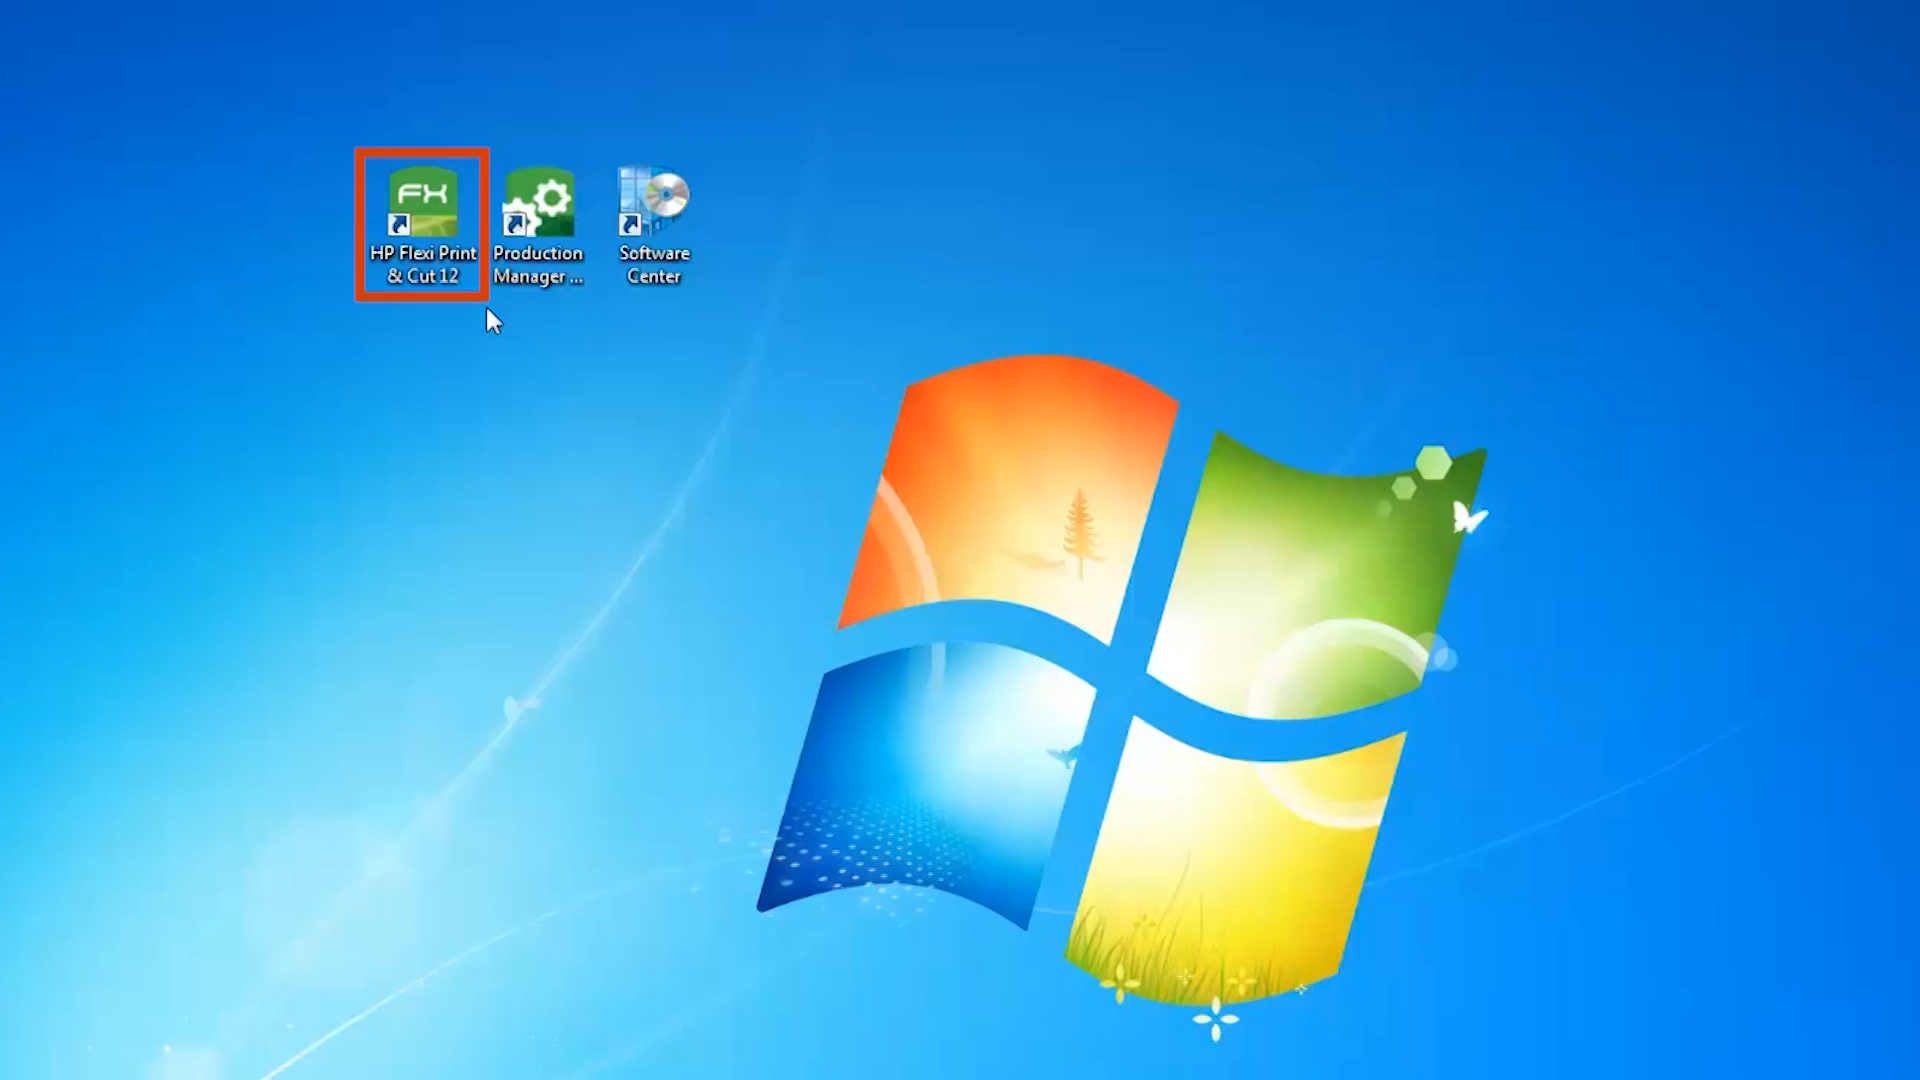 FX
HP Flexi Print
& Cut 12
Production
Manager ...
Software
Center